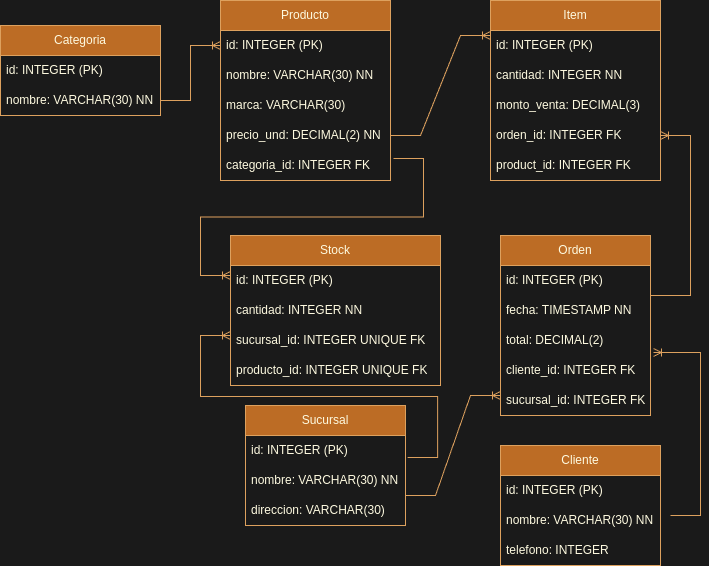 Categoria
id: INTEGER (PK)
nombre: VARCHAR(30) NN
Producto
id: INTEGER (PK)
nombre: VARCHAR(30) NN
marca: VARCHAR(30)
precio_und: DECIMAL(2) NN
categoria_id: INTEGER FK
Item
id: INTEGER (PK)
cantidad: INTEGER NN
monto_venta: DECIMAL(3)
orden_id: INTEGER FK
product_id: INTEGER FK
Stock
id: INTEGER (PK)
cantidad: INTEGER NN
sucursal_id: INTEGER UNIQUE FK
producto_id: INTEGER UNIQUE FK
Orden
id: INTEGER (PK)
fecha: TIMESTAMP NN
total: DECIMAL(2)
cliente_id: INTEGER FK
sucursal_id: INTEGER FK
Sucursal
id: INTEGER (PK)
nombre: VARCHAR(30) NN
direccion: VARCHAR(30)
Cliente
id: INTEGER (PK)
nombre: VARCHAR(30) NN
telefono: INTEGER